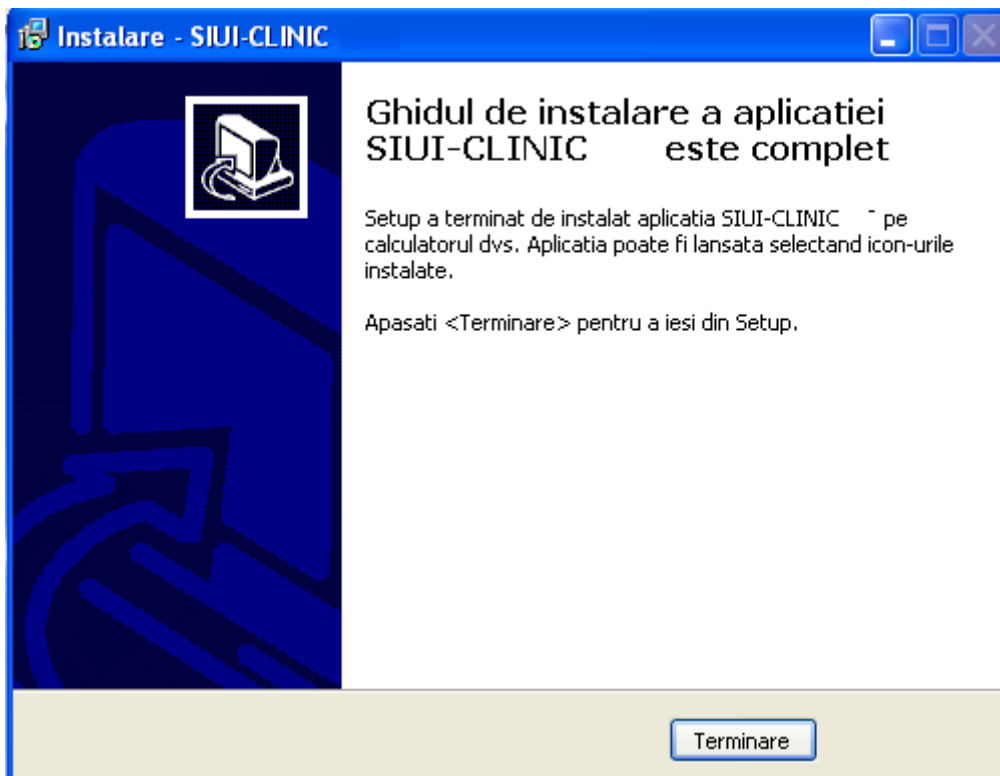 Instalare - SIUI-CLINIC
Ghidul de instalare a aplicatiei
SIUI-CLINIC este complet
Setup a terminat de instalat aplicatia SIUI-CLINIC pe
calculatorul dvs. Aplicatia poate fi lansata selectand icon-urile
instalate.
Apasati <Terminare> pentru a iesi din Setup.
Terminare